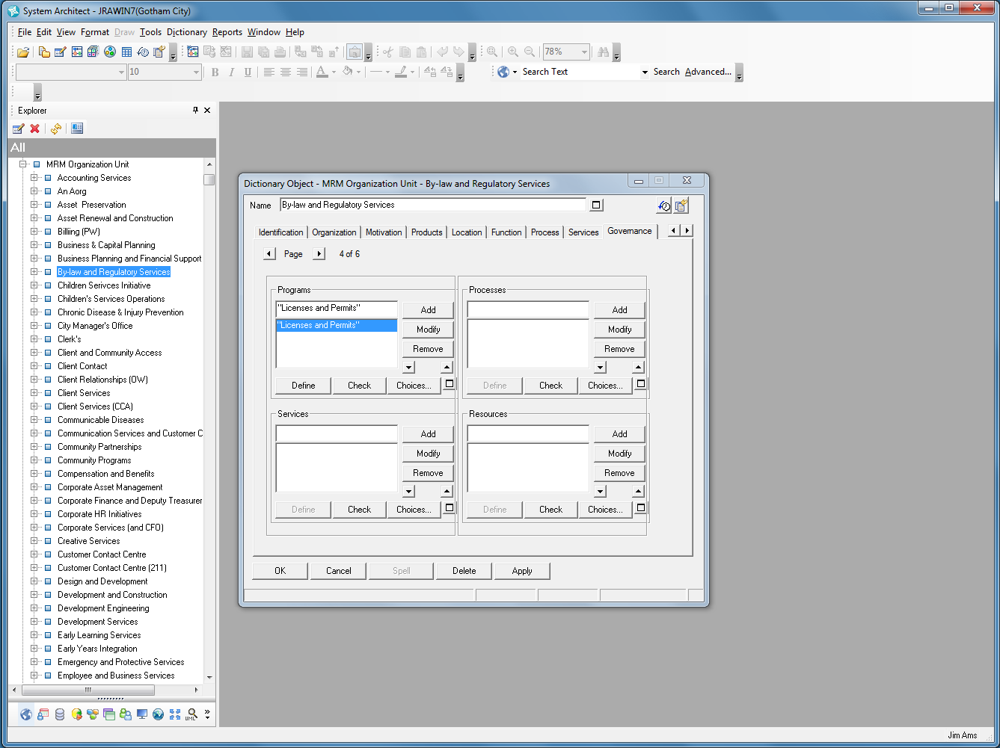 System Architect - JRAWIN7(Gotham City)
File Edit View Format Draw Tools Dictionary Reports Window Help
78%
10 B I U A Search Text Search Advanced...
Explorer
All
MRM Organization Unit
Accounting Services
An Aorg
Asset Preservation
Asset Renewal and Construction
Billiing (PW)
Business & Capital Planning
Business Planning and Financial Support
By-law and Regulatory Services
Children Serivces Initiative
Children's Services Operations
Chronic Disease & Injury Prevention
City Manager's Office
Clerk's
Client and Community Access
Client Contact
Client Relationships (OW)
Client Services
Client Services (CCA)
Communicable Diseases
Communication Services and Customer C
Community Partnerships
Community Programs
Compensation and Benefits
Corporate Asset Management
Corporate Finance and Deputy Treasurer
Corporate HR Initiatives
Corporate Services (and CFO)
Creative Services
Customer Contact Centre
Customer Contact Centre (211)
Design and Development
Development and Construction
Development Engineering
Development Services
Early Learning Services
Early Years Integration
Emergency and Protective Services
Employee and Business Services
UML
Dictionary Object - MRM Organization Unit - By-law and Regulatory Services
Name By-law and Regulatory Services
Identification Organization Motivation Products Location Function Process Services Governance
Page 4 of 6
Programs
"Licenses and Permits" Add
"Licenses and Permits" Modify
Remove
Define Check Choices...
Processes
Add
Modify
Remove
Define Check Choices...
Services
Add
Modify
Remove
Define Check Choices...
Resources
Add
Modify
Remove
Define Check Choices...
OK Cancel Spell Delete Apply
Jim Ams